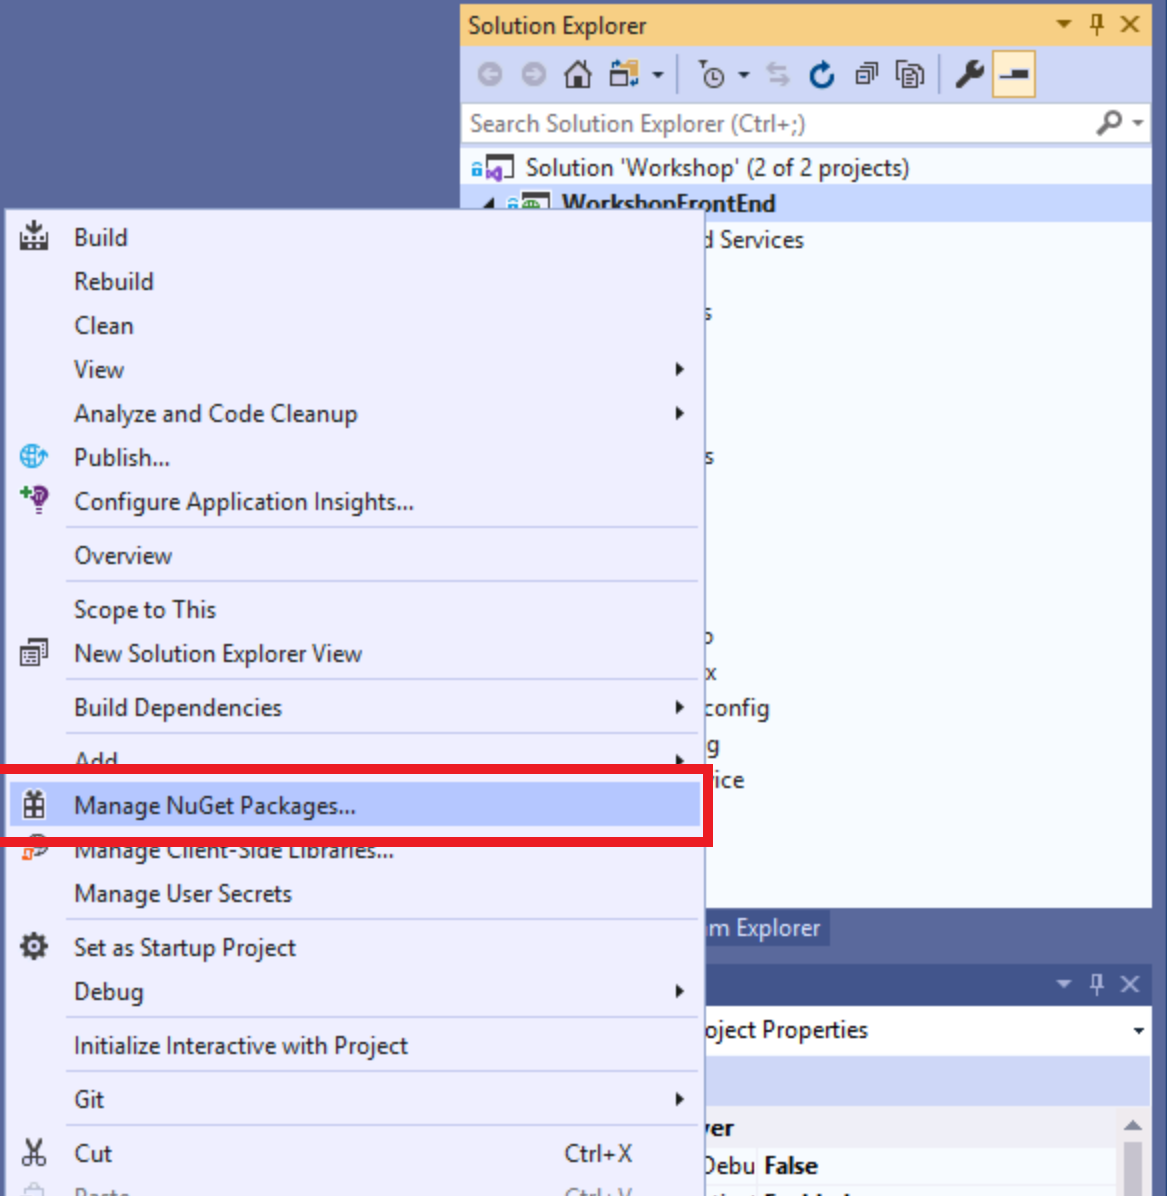 Solution Explorer
Search Solution Explorer (Ctrl+;)
Solution 'Workshop' (2 of 2 projects)
WorkshopFrontEnd
Build
d Services
Rebuild
Clean
View
Analyze and Code Cleanup
Publish...
Configure Application Insights...
Overview
Scope to This
New Solution Explorer View
Build Dependencies
config
Add
g
Manage NuGet Packages...
ice
Manage Client-Side Libraries...
Manage User Secrets
Set as Startup Project
m Explorer
Debug
oject Properties
Initialize Interactive with Project
Git
ver
Cut Ctrl+X
Debu False
Paste Ctrl+V